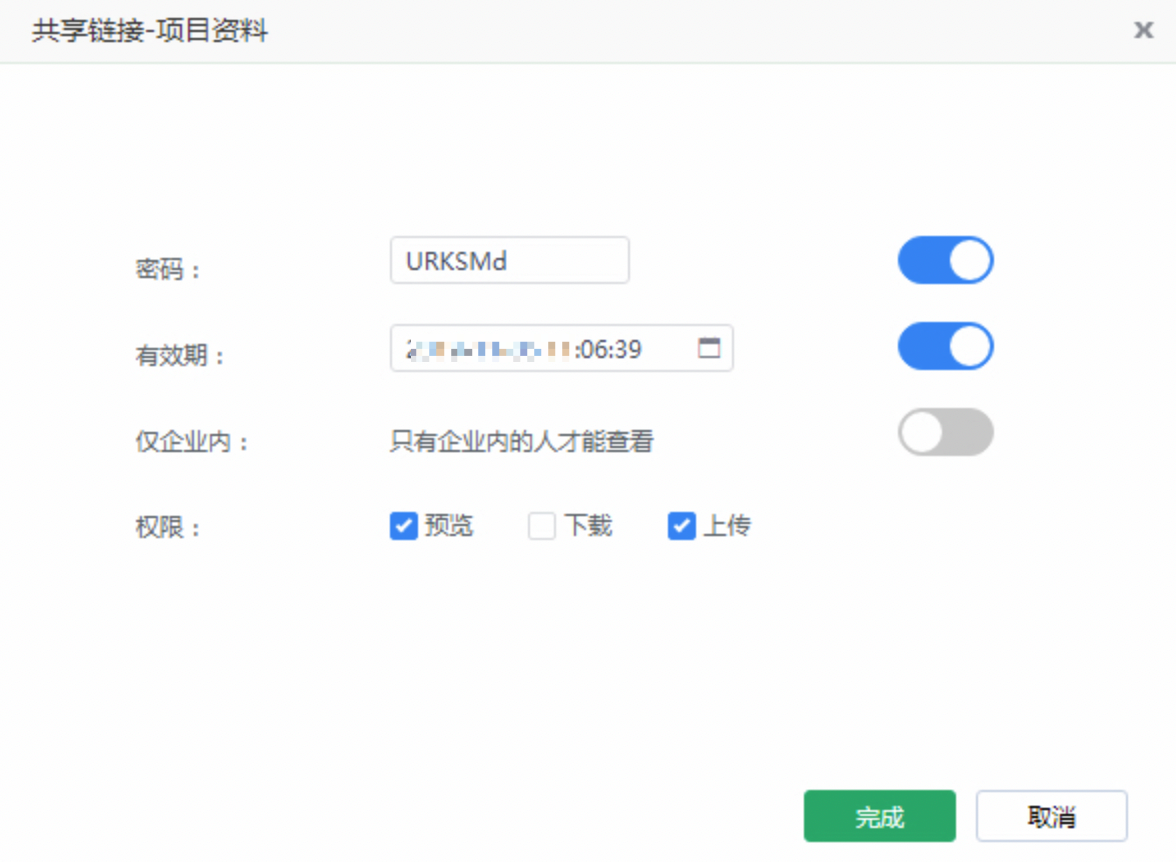 共享链接-项目资料
密码： URKSMd
有效期： :06:39
仅企业内： 只有企业内的人才能查看
权限： 预览 下载 上传
完成 取消